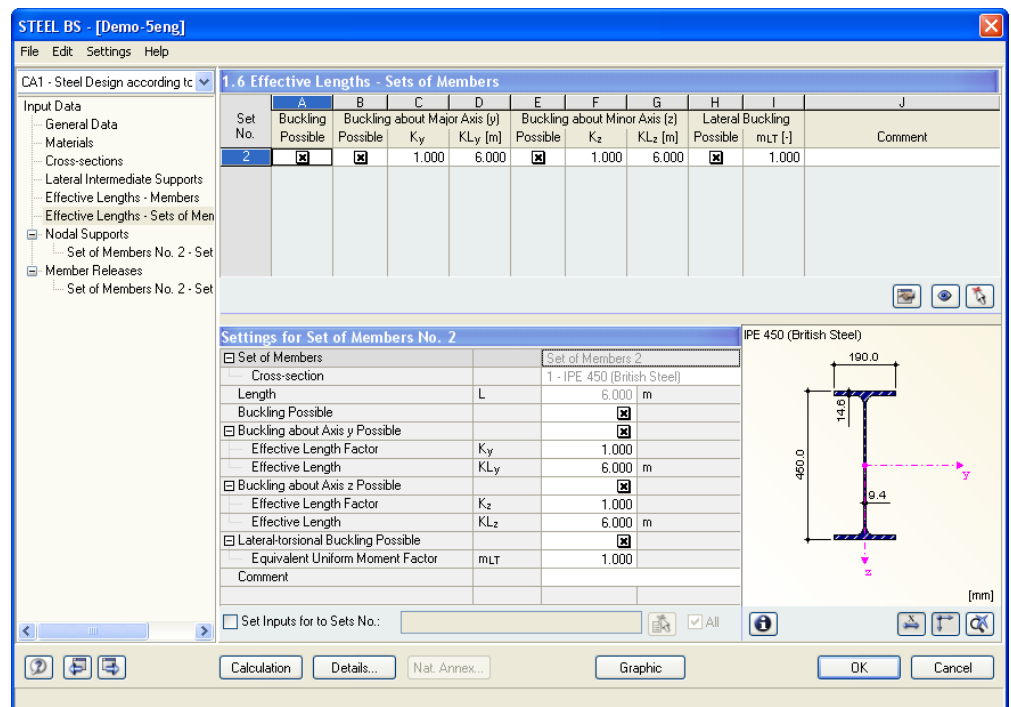 STEEL BS - [Demo-5eng]
File Edit Settings Help
CA1 - Steel Design according tc
Input Data
General Data
Materials
Cross-sections
Lateral Intermediate Supports
Effective Lengths - Members
Effective Lengths - Sets of Men
Nodal Supports
Set of Members No. 2 - Set
Member Releases
Set of Members No. 2 - Set
1.6 Effective Lengths - Sets of Members
A B C D E F G H I J
Set Buckling Buckling about Major Axis (y) Buckling about Minor Axis (z) Lateral Buckling
No. Possible Possible Ky KLy [m] Possible Kz KLz [m] Possible mLT [-] Comment
2 1.000 6.000 1.000 6.000 1.000
Settings for Set of Members No. 2
Set of Members Set of Members 2
Cross-section 1 - IPE 450 (British Steel)
Length L 6.000 m
Buckling Possible
Buckling about Axis y Possible
Effective Length Factor Ky 1.000
Effective Length KLy 6.000 m
Buckling about Axis z Possible
Effective Length Factor Kz 1.000
Effective Length KLz 6.000 m
Lateral-torsional Buckling Possible
Equivalent Uniform Moment Factor mLT 1.000
Comment
Set Inputs for to Sets No.: All
IPE 450 (British Steel)
190.0
14.6
450.0
y
9.4
z
[mm]
Calculation Details... Nat. Annex... Graphic OK Cancel